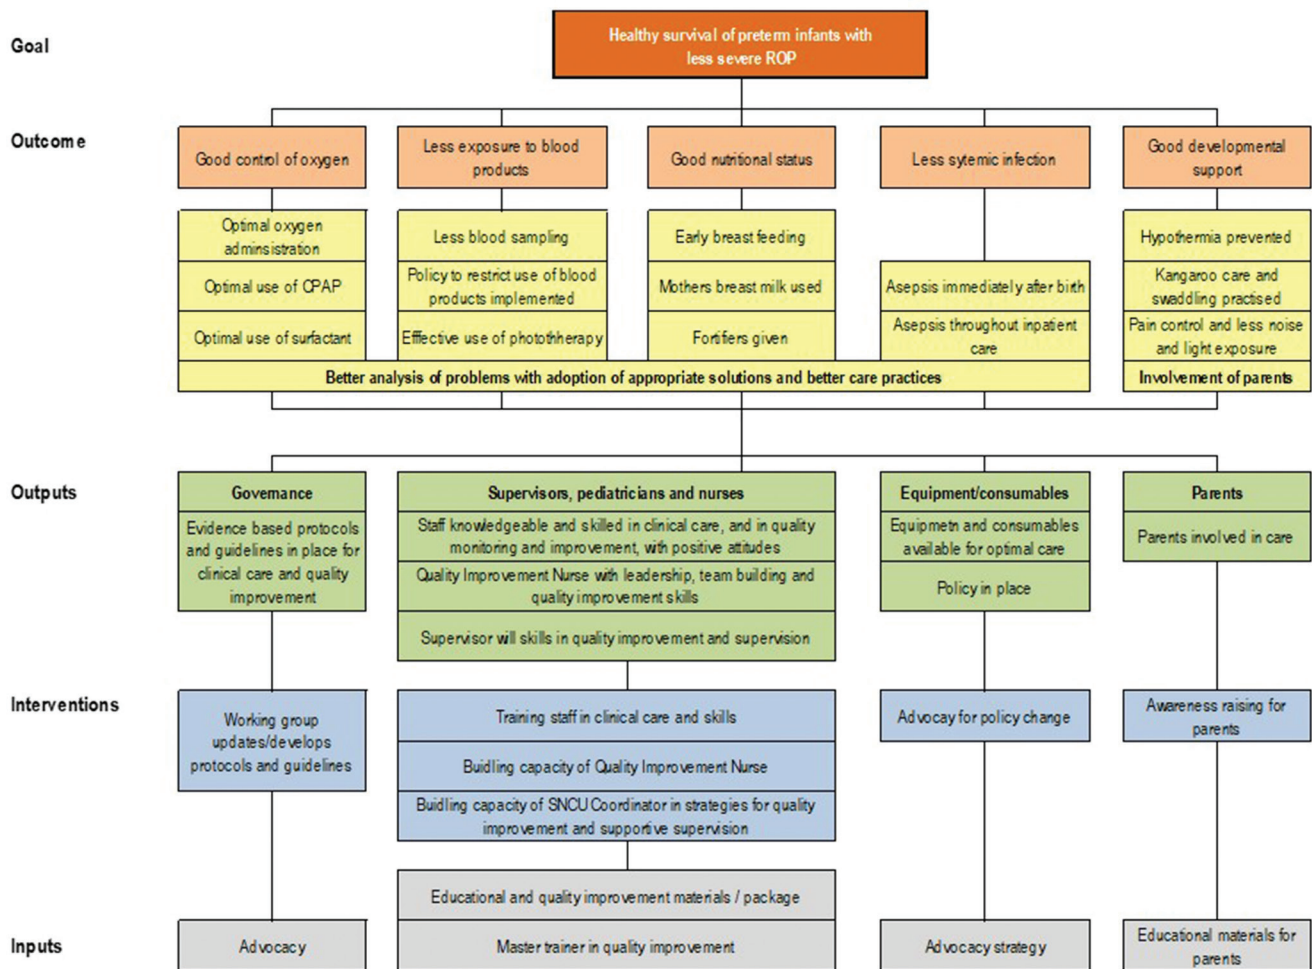 Goal
Healthy survival of preterm infants with
less severe ROP
Outcome
Good control of oxygen
Less exposure to blood
products
Good nutritional status
Less sytemic infection
Good developmental
support
Optimal oxygen
adminsistration
Less blood sampling
Early breast feeding
Hypothermia prevented
Optimal use of CPAP
Policy to restrict use of blood
products implemented
Mothers breast milk used
Asepsis immediately after birth
Kangaroo care and
swaddling practised
Optimal use of surfactant
Effective use of photothherapy
Fortifiers given
Asepsis throughout inpatient
care
Pain control and less noise
and light exposure
Better analysis of problems with adoption of appropriate solutions and better care practices
Involvement of parents
Outputs
Governance
Supervisors, pediatricians and nurses
Equipment/consumables
Parents
Evidence based protocols
and guidelines in place for
clinical care and quality
improvement
Staff knowledgeable and skilled in clinical care, and in quality
monitoring and improvement, with positive attitudes
Quality Improvement Nurse with leadership, team building and
quality improvement skills
Supervisor will skills in quality improvement and supervision
Equipmetn and consumables
available for optimal care
Policy in place
Parents involved in care
Interventions
Working group
updates/develops
protocols and guidelines
Training staff in clinical care and skills
Buidling capacity of Quality Improvement Nurse
Buidling capacity of SNCU Coordinator in strategies for quality
improvement and supportive supervision
Advocay for policy change
Awareness raising for
parents
Inputs
Advocacy
Educational and quality improvement materials / package
Master trainer in quality improvement
Advocacy strategy
Educational materials for
parents